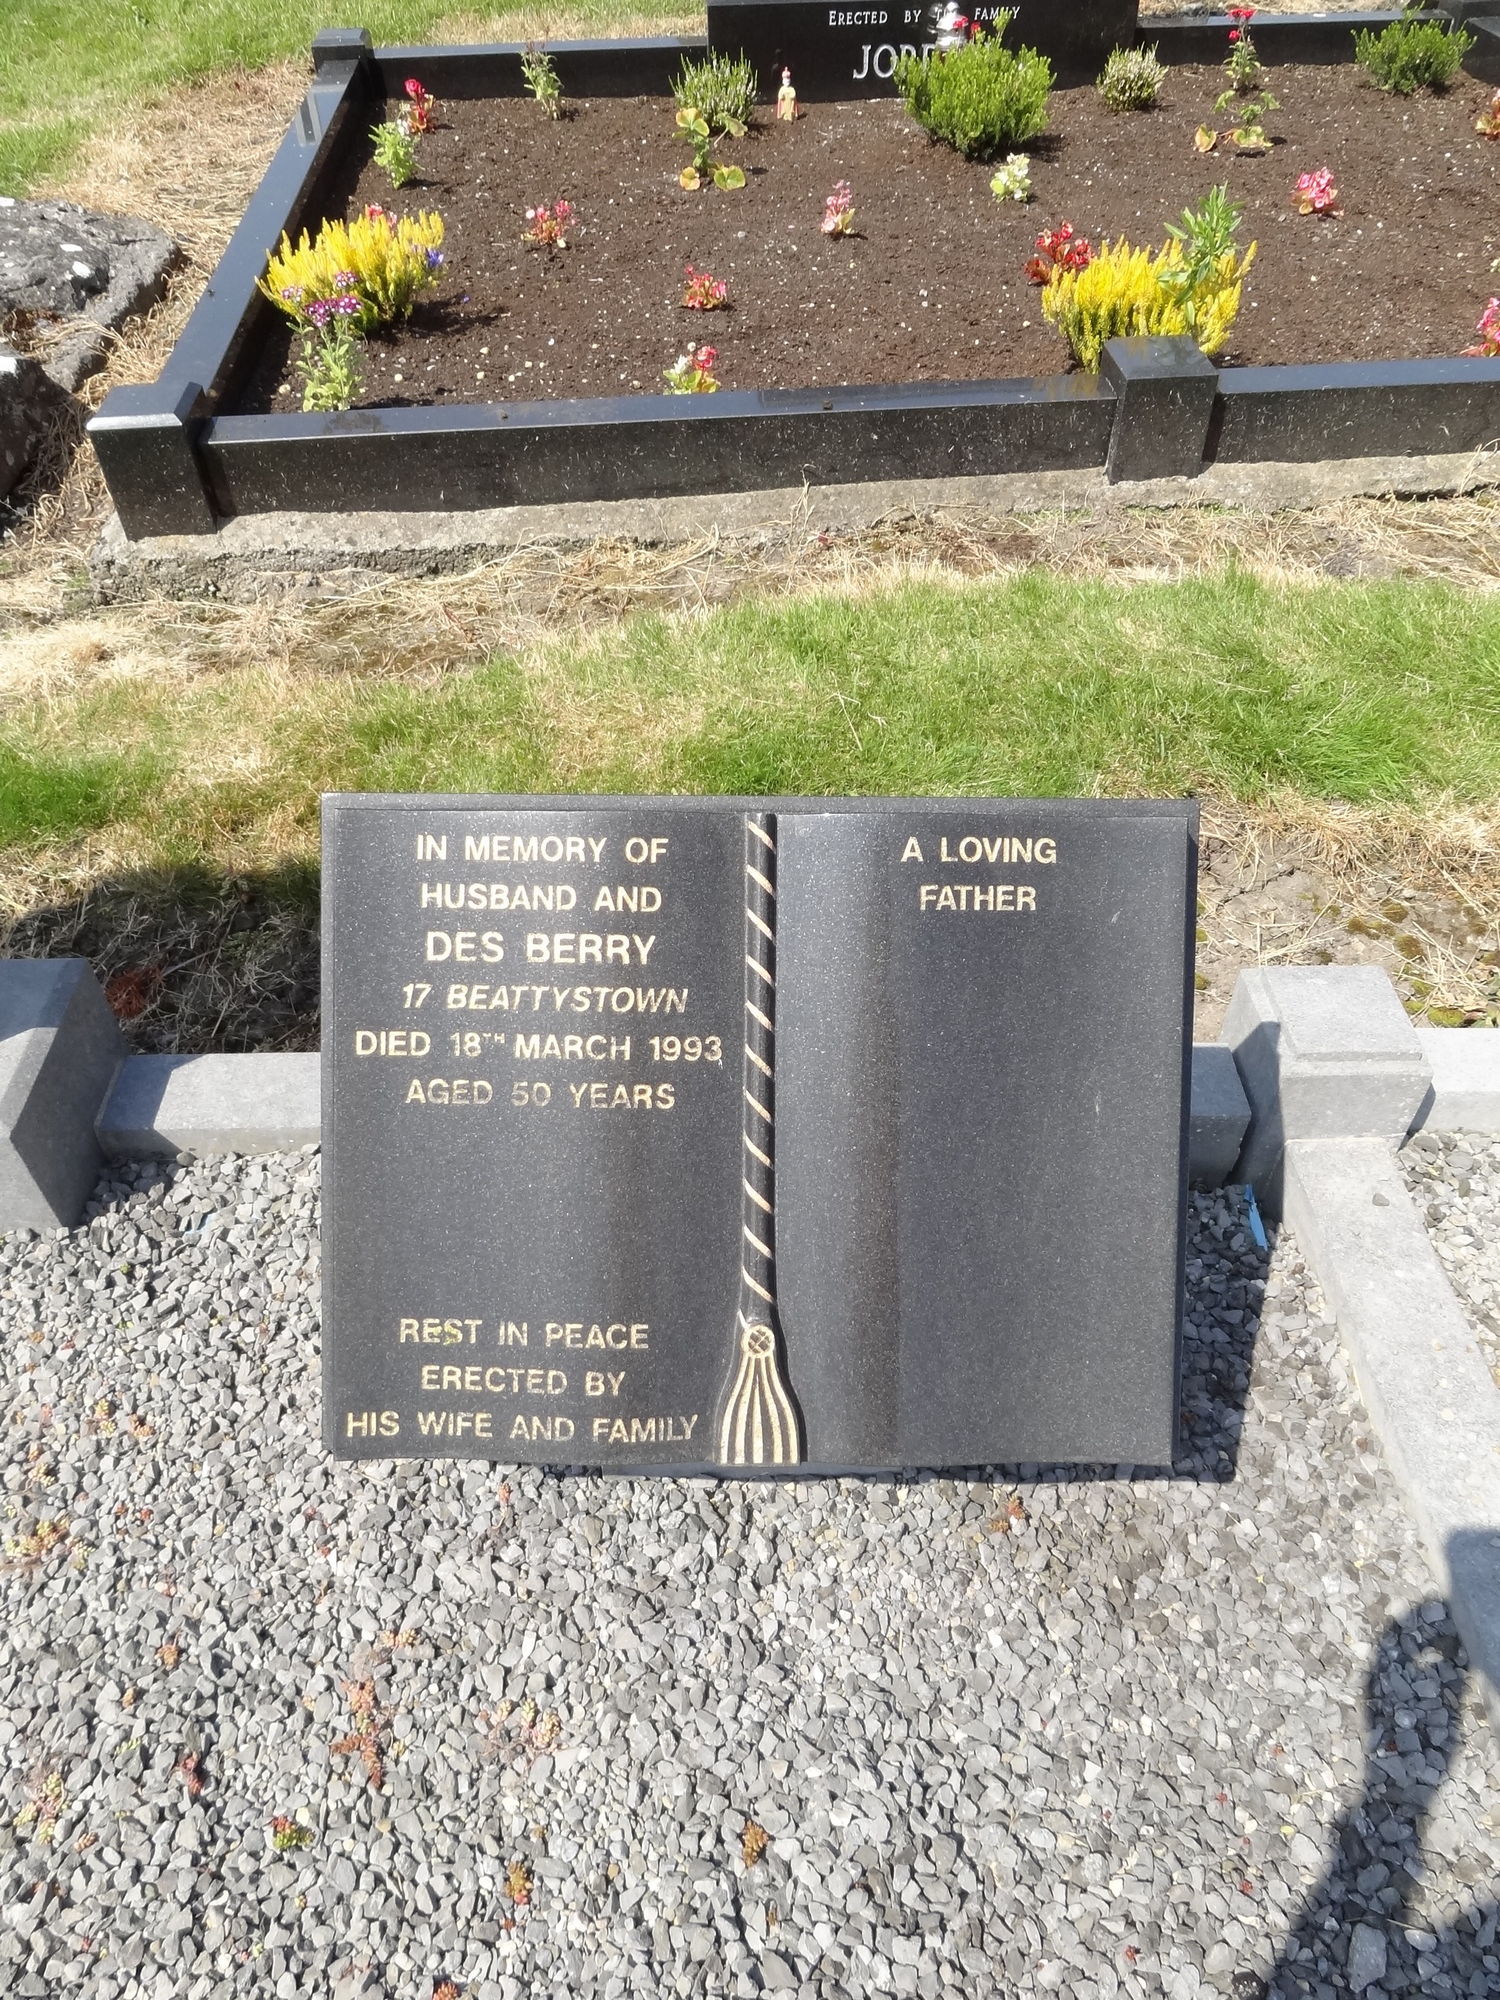 ERECTED BY THE FAMILY
IN MEMORY OF
HUSBAND AND
DES BERRY
17 BEATTYSTOWN
DIED 18TH MARCH 1993
AGED 50 YEARS
REST IN PEACE
ERECTED BY
HIS WIFE AND FAMILY
A LOVING
FATHER